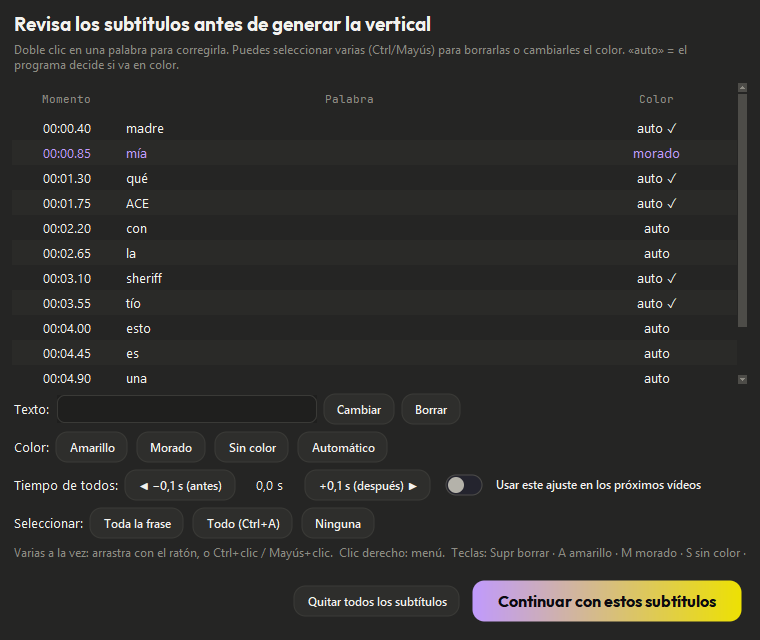 Revisa los subtítulos antes de generar la vertical
Doble clic en una palabra para corregirla. Puedes seleccionar varias (Ctrl/Mayús) para borrarlas o cambiarles el color. «auto» = el
programa decide si va en color.
Momento Palabra Color
00:00.40 madre auto ✓
00:00.85 mía morado
00:01.30 qué auto ✓
00:01.75 ACE auto ✓
00:02.20 con auto
00:02.65 la auto
00:03.10 sheriff auto ✓
00:03.55 tío auto ✓
00:04.00 esto auto
00:04.45 es auto
00:04.90 una auto
Texto: Cambiar Borrar
Color: Amarillo Morado Sin color Automático
Tiempo de todos: ◄ −0,1 s (antes) 0,0 s +0,1 s (después) ► Usar este ajuste en los próximos vídeos
Seleccionar: Toda la frase Todo (Ctrl+A) Ninguna
Varias a la vez: arrastra con el ratón, o Ctrl+clic / Mayús+clic. Clic derecho: menú. Teclas: Supr borrar · A amarillo · M morado · S sin color ·
Quitar todos los subtítulos Continuar con estos subtítulos